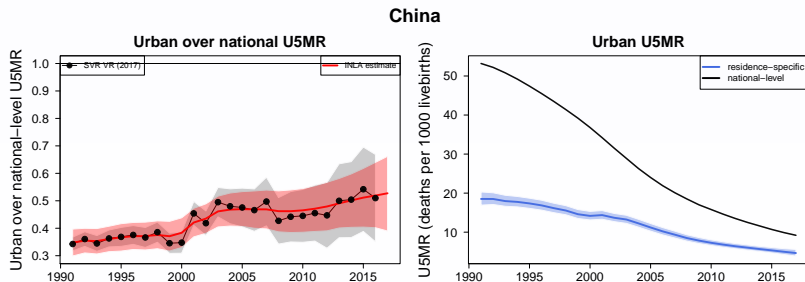 China
Urban over national U5MR
Urban over national−level U5MR
1.0
0.9
0.8
0.7
0.6
0.5
0.4
0.3
SVR VR (2017)
INLA estimate
1990
1995
2000
2005
2010
2015
Urban U5MR
U5MR (deaths per 1000 livebirths)
50
40
30
20
10
residence−specific
national−level
1990
1995
2000
2005
2010
2015